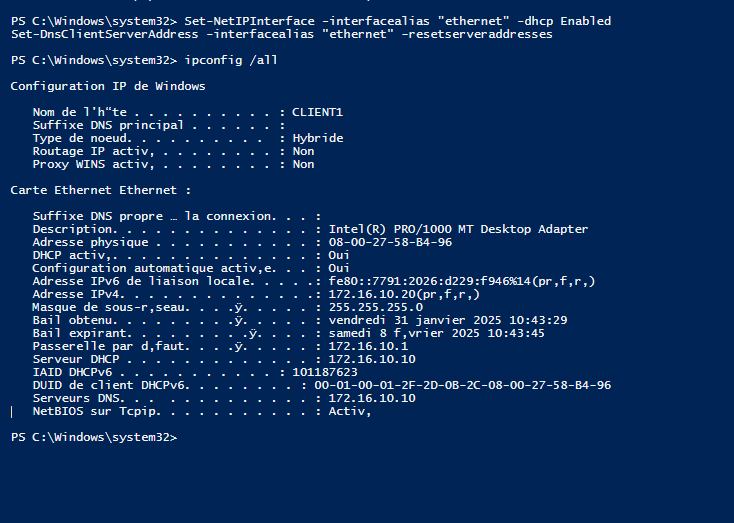 PS C:\Windows\system32> Set-NetIPInterface -interfacealias "ethernet" -dhcp Enabled
Set-DnsClientServerAddress -interfacealias "ethernet" -resetserveraddresses
PS C:\Windows\system32> ipconfig /all
Configuration IP de Windows
Nom de l'h“te . . . . . . . . . . : CLIENT1
Suffixe DNS principal . . . . . . :
Type de noeud. . . . . . . . . . : Hybride
Routage IP activ‚ . . . . . . . . : Non
Proxy WINS activ‚ . . . . . . . . : Non
Carte Ethernet Ethernet :
Suffixe DNS propre … la connexion. . . :
Description. . . . . . . . . . . . . . : Intel(R) PRO/1000 MT Desktop Adapter
Adresse physique . . . . . . . . . . . : 08-00-27-58-B4-96
DHCP activ‚. . . . . . . . . . . . . . : Oui
Configuration automatique activ‚e. . . : Oui
Adresse IPv6 de liaison locale. . . . .: fe80::7791:2026:d229:f946%14(pr‚f‚r‚)
Adresse IPv4. . . . . . . . . . . . . .: 172.16.10.20(pr‚f‚r‚)
Masque de sous-r‚seau. . . .ÿ. . . . . : 255.255.255.0
Bail obtenu. . . . . . . . .ÿ. . . . . : vendredi 31 janvier 2025 10:43:29
Bail expirant. . . . . . . . .ÿ. . . . : samedi 8 f‚vrier 2025 10:43:45
Passerelle par d‚faut. . . .ÿ. . . . . : 172.16.10.1
Serveur DHCP . . . . . . . . . . . . . : 172.16.10.10
IAID DHCPv6 . . . . . . . . . . . : 101187623
DUID de client DHCPv6. . . . . . . . : 00-01-00-01-2F-2D-0B-2C-08-00-27-58-B4-96
Serveurs DNS. . . . . . . . . . . . . : 172.16.10.10
NetBIOS sur Tcpip. . . . . . . . . . . : Activ‚
PS C:\Windows\system32>